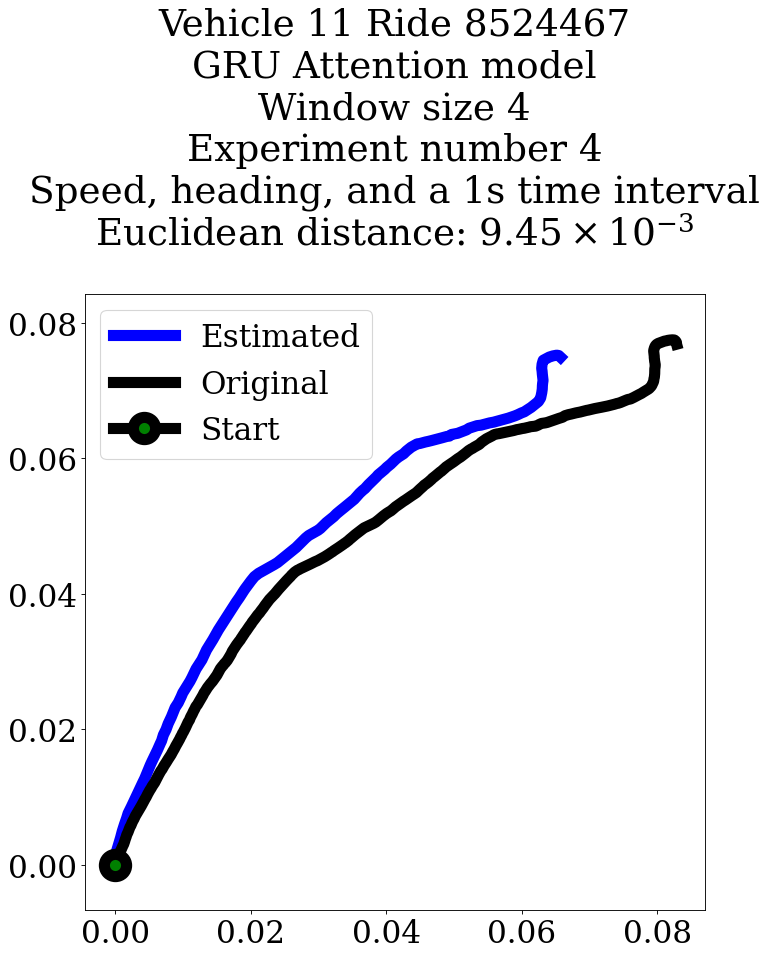 Vehicle 11 Ride 8524467
GRU Attention model
Window size 4
Experiment number 4
Speed, heading, and a 1s time interval
Euclidean distance: 9.45 × 10⁻³
Estimated
Original
Start
0.08
0.06
0.04
0.02
0.00
0.00 0.02 0.04 0.06 0.08